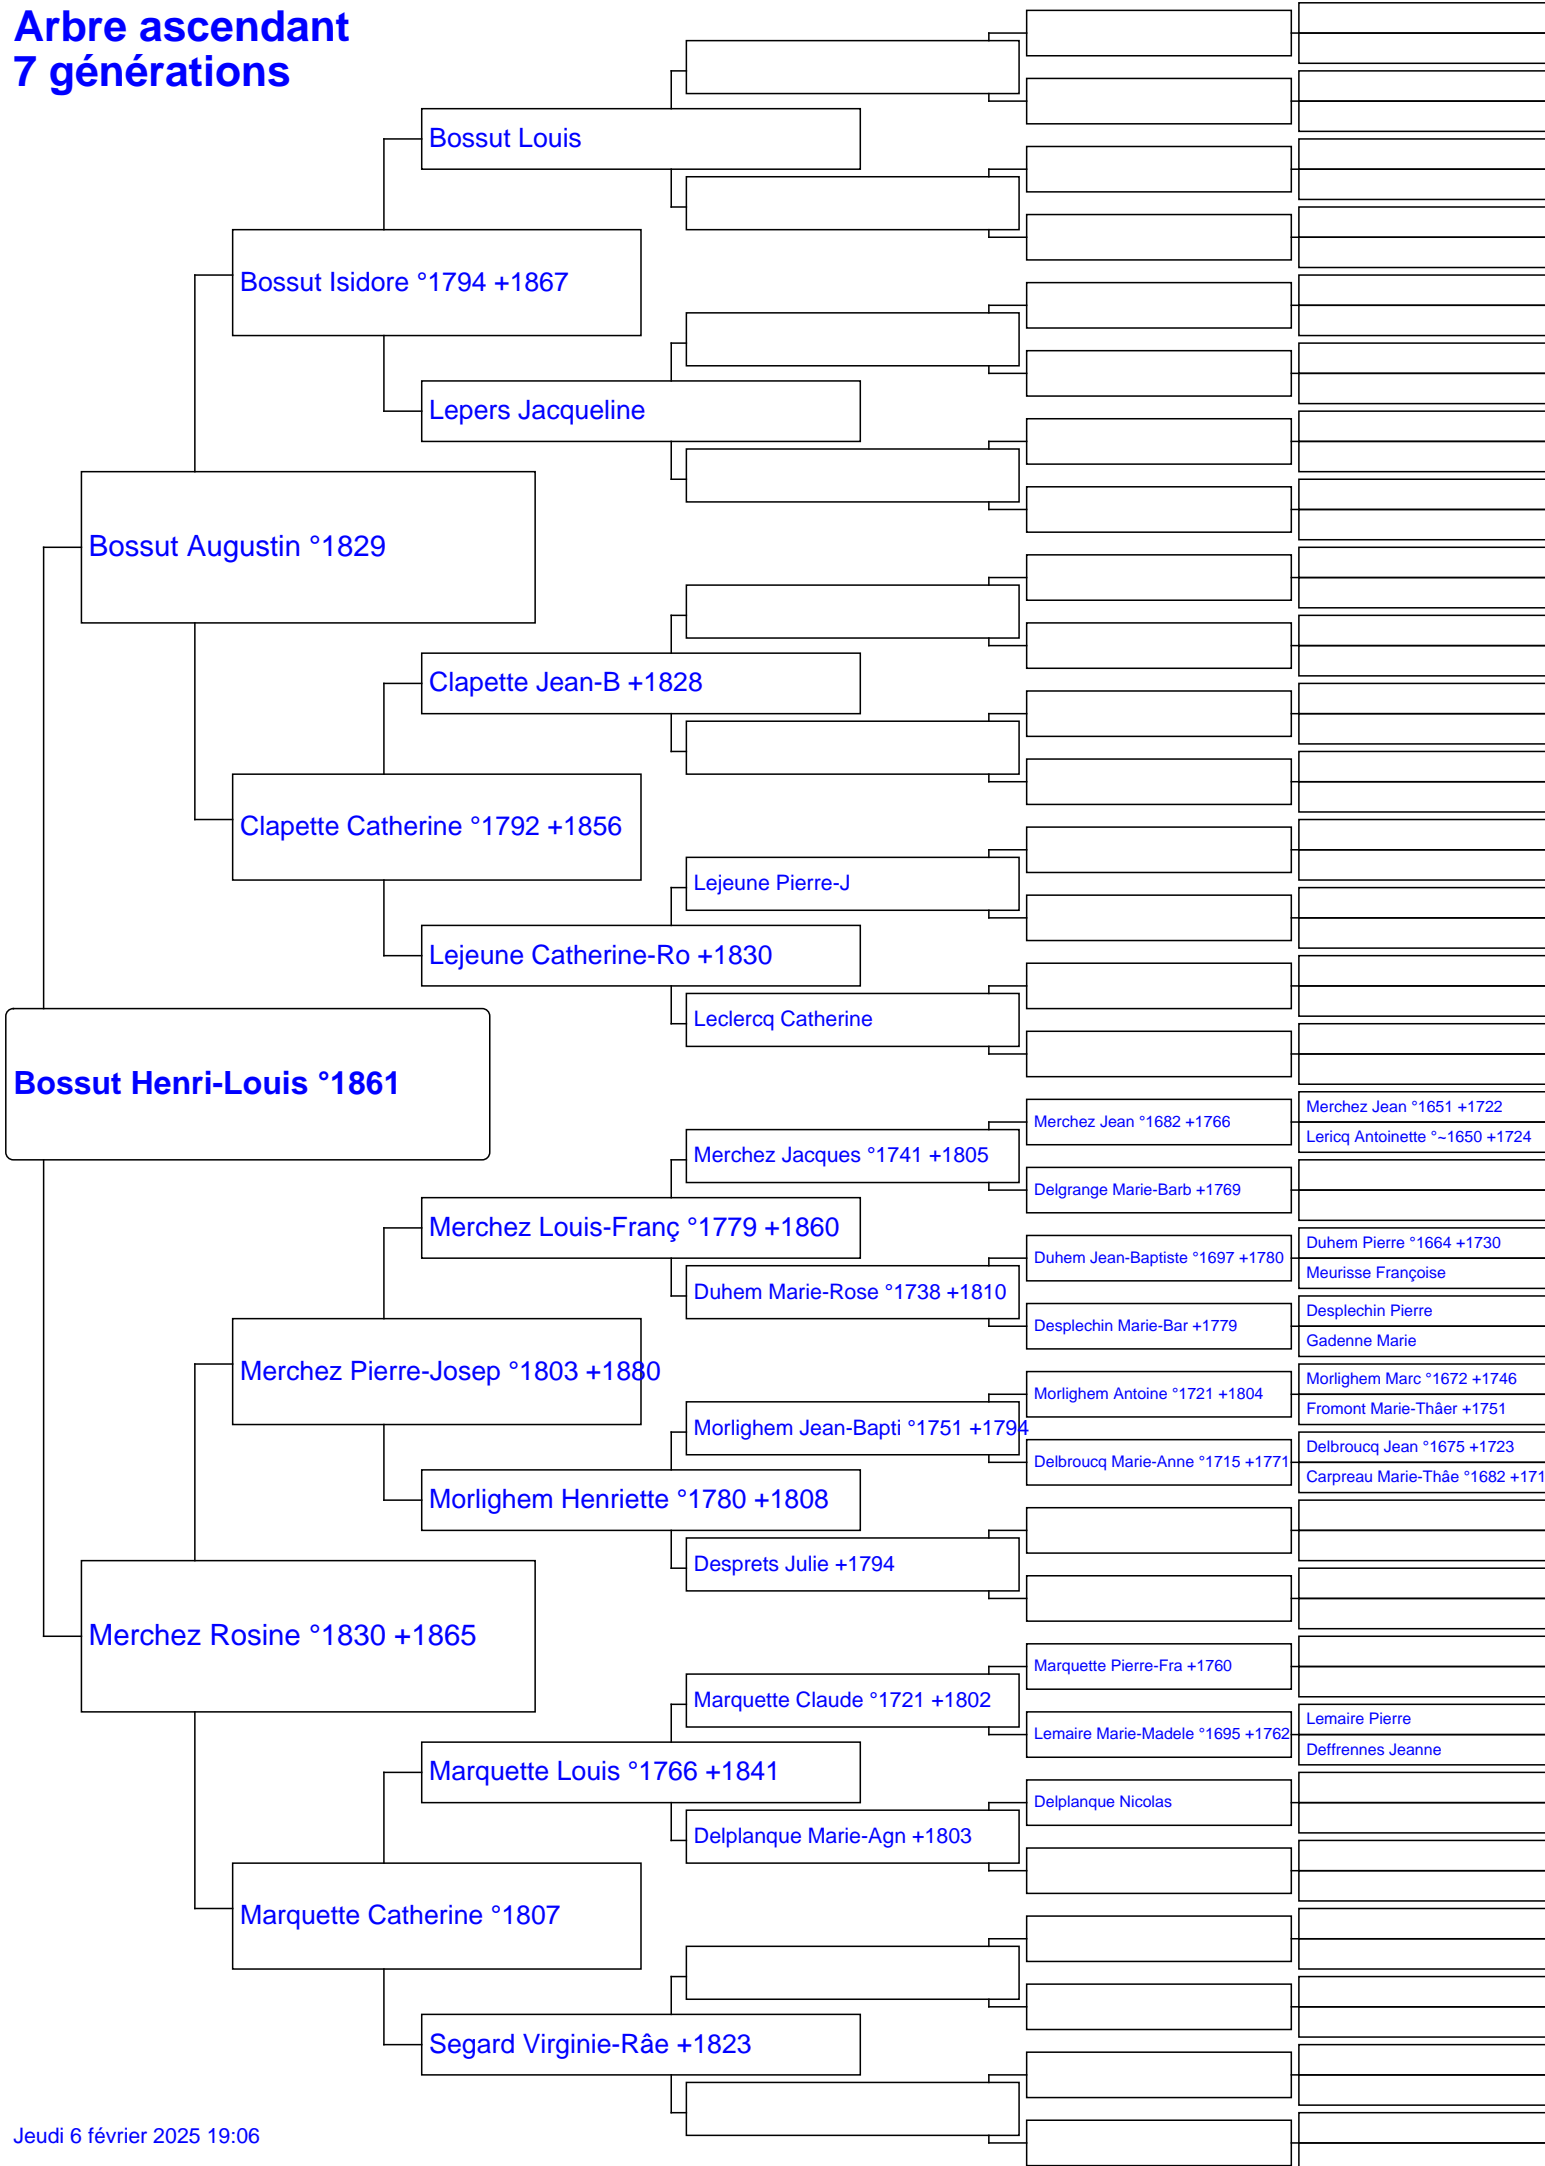 Arbre ascendant
7 générations
Bossut Louis
Bossut Isidore °1794 +1867
Lepers Jacqueline
Bossut Augustin °1829
Clapette Jean-B +1828
Clapette Catherine °1792 +1856
Lejeune Pierre-J
Lejeune Catherine-Ro +1830
Leclercq Catherine
Bossut Henri-Louis °1861
Merchez Jean °1651 +1722
Merchez Jean °1682 +1766
Lericq Antoinette °~1650 +1724
Merchez Jacques °1741 +1805
Delgrange Marie-Barb +1769
Merchez Louis-Franç °1779 +1860
Duhem Pierre °1664 +1730
Duhem Jean-Baptiste °1697 +1780
Meurisse Françoise
Duhem Marie-Rose °1738 +1810
Desplechin Pierre
Desplechin Marie-Bar +1779
Gadenne Marie
Merchez Pierre-Josep °1803 +1880
Morlighem Marc °1672 +1746
Morlighem Antoine °1721 +1804
Fromont Marie-Thâer +1751
Morlighem Jean-Bapti °1751 +1794
Delbroucq Jean °1675 +1723
Delbroucq Marie-Anne °1715 +1771
Carpreau Marie-Thâe °1682 +171
Morlighem Henriette °1780 +1808
Desprets Julie +1794
Merchez Rosine °1830 +1865
Marquette Pierre-Fra +1760
Marquette Claude °1721 +1802
Lemaire Pierre
Lemaire Marie-Madele °1695 +1762
Deffrennes Jeanne
Marquette Louis °1766 +1841
Delplanque Nicolas
Delplanque Marie-Agn +1803
Marquette Catherine °1807
Segard Virginie-Râe +1823
Jeudi 6 février 2025 19:06